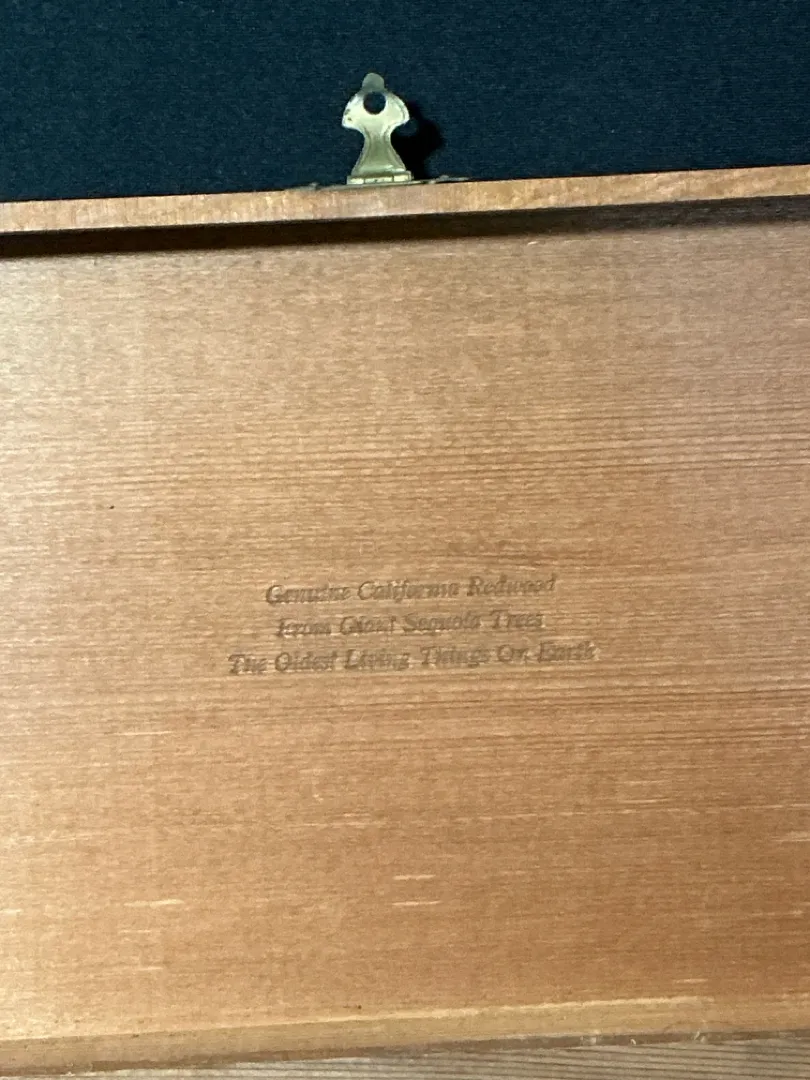 Genuine California Redwood
From Giant Sequoia Trees
The Oldest Living Things On Earth